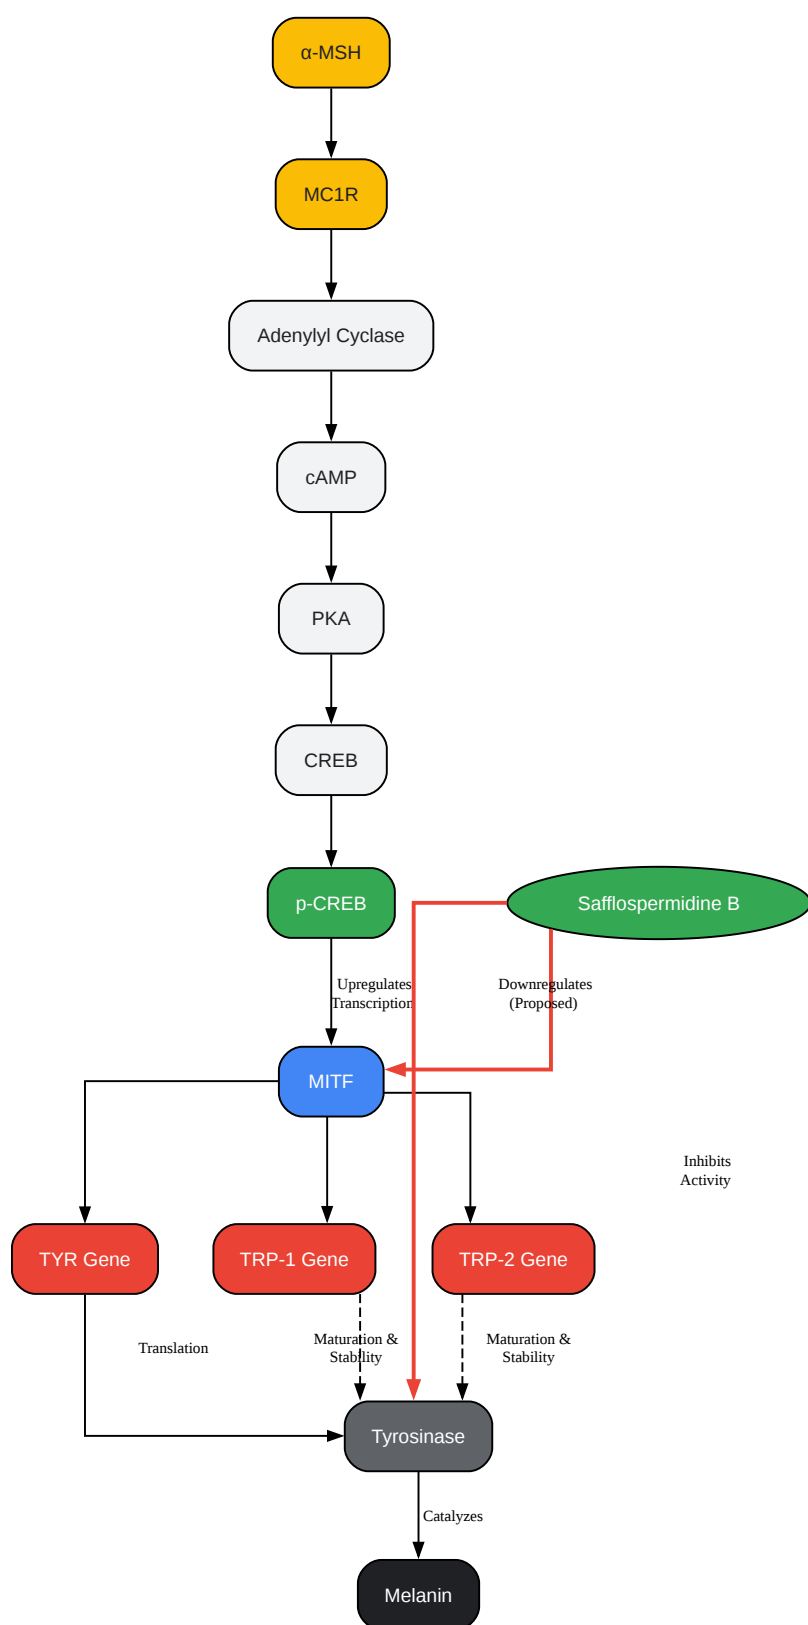 α-MSH
MC1R
Adenylyl Cyclase
cAMP
PKA
CREB
p-CREB
Safflospermidine B
Upregulates
Transcription
Downregulates
(Proposed)
MITF
Inhibits
Activity
TYR Gene
TRP-1 Gene
TRP-2 Gene
Translation
Maturation &
Stability
Maturation &
Stability
Tyrosinase
Catalyzes
Melanin